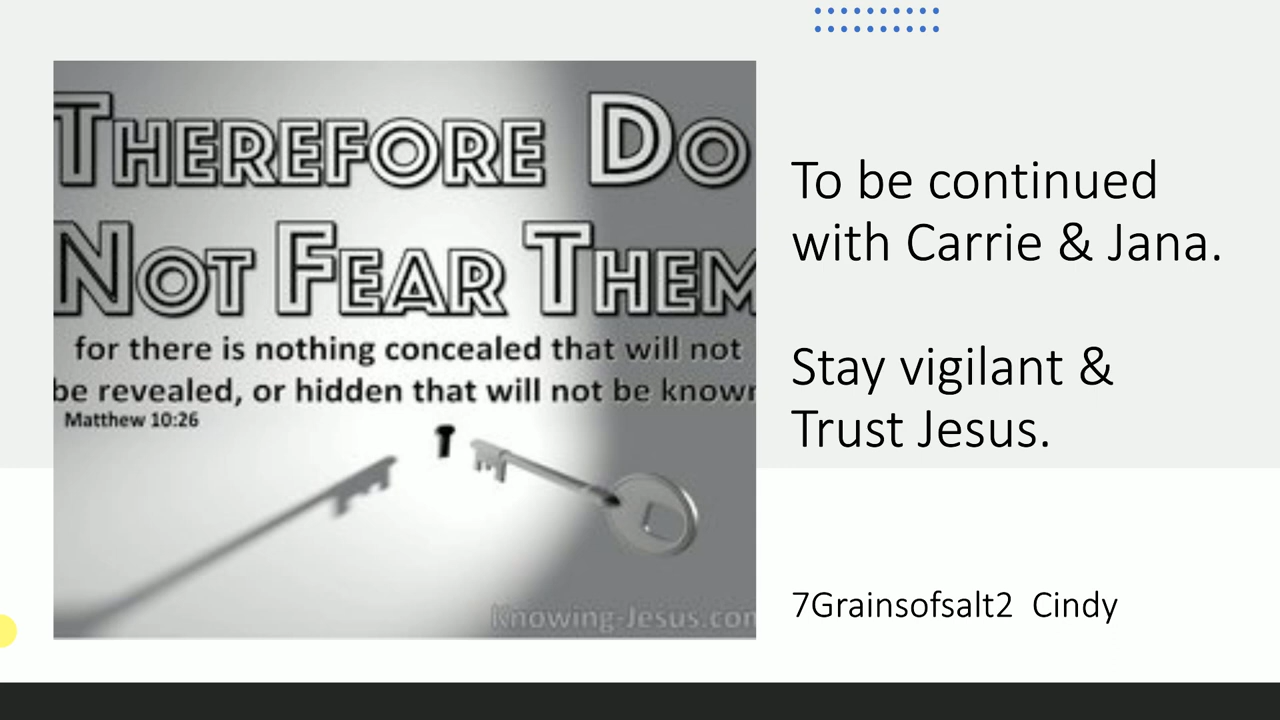 THEREFORE DO
NOT FEAR THEM
for there is nothing concealed that will not
be revealed, or hidden that will not be known
Matthew 10:26
Knowing-Jesus.com
To be continued
with Carrie & Jana.
Stay vigilant &
Trust Jesus.
7Grainsofsalt2 Cindy